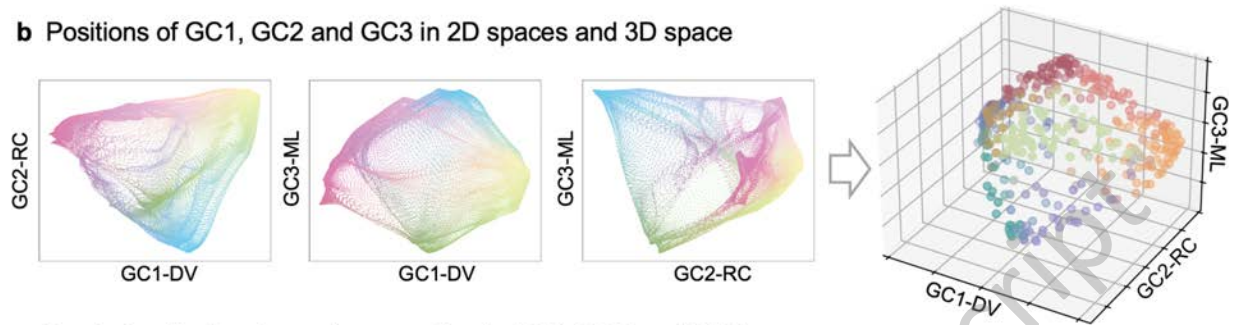 b Positions of GC1, GC2 and GC3 in 2D spaces and 3D space
GC2-RC
GC1-DV
GC3-ML
GC1-DV
GC3-ML
GC2-RC
GC3-ML
GC2-RC
GC1-DV
cript